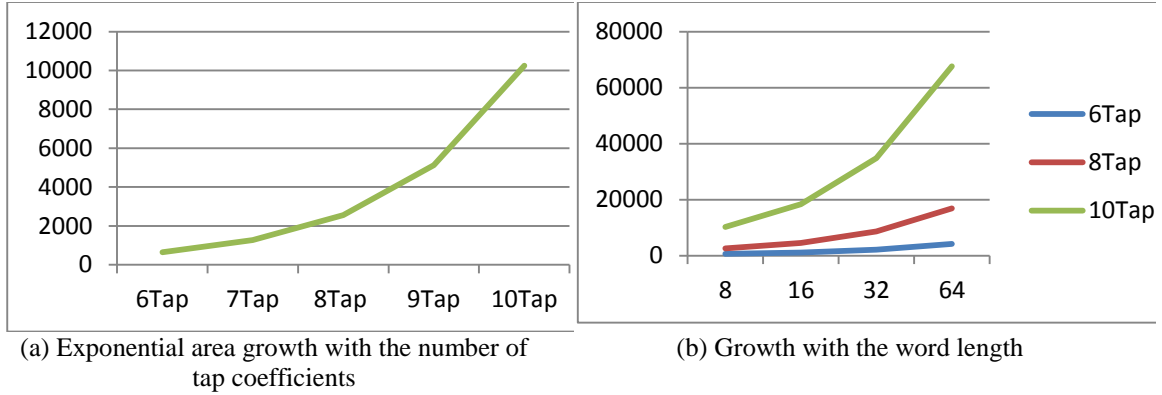 12000
10000
8000
6000
4000
2000
0
6Tap 7Tap 8Tap 9Tap 10Tap
(a) Exponential area growth with the number of
tap coefficients
80000
60000
40000
20000
0
8 16 32 64
6Tap
8Tap
10Tap
(b) Growth with the word length